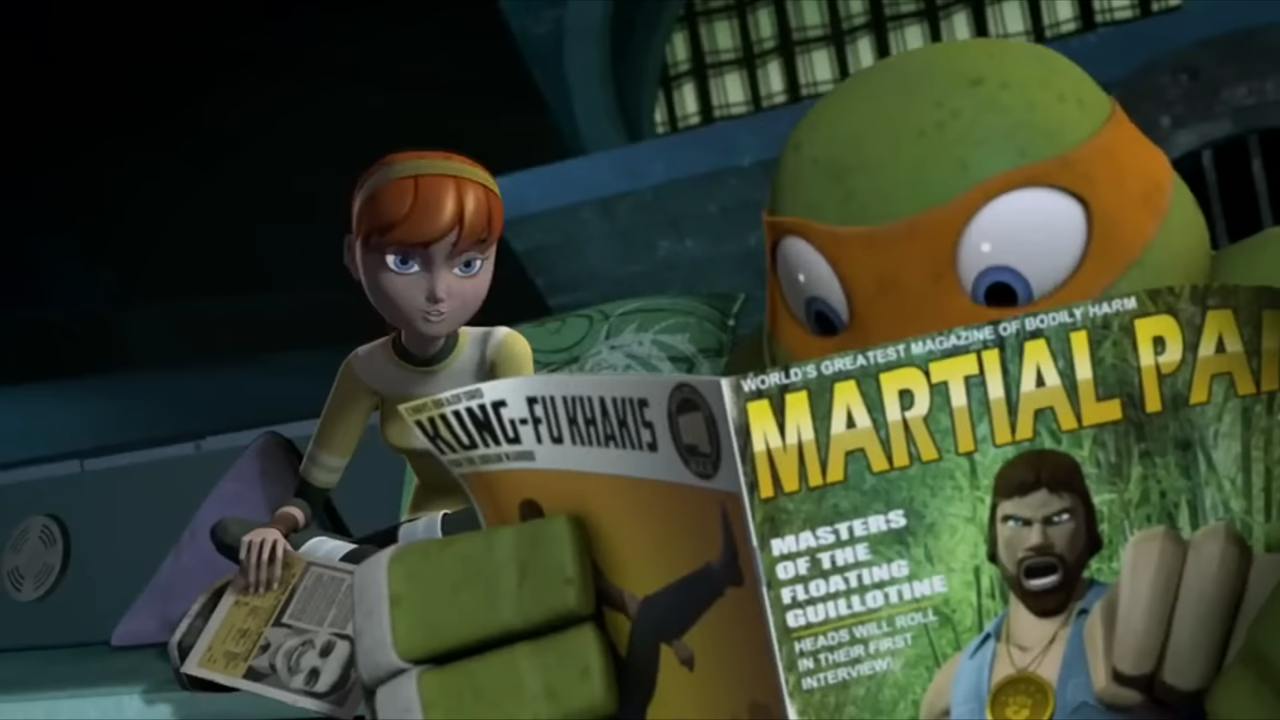 KUNG-FU KHAKIS
WORLD'S GREATEST MAGAZINE OF BODILY HARM
MARTIAL
MASTERS
OF THE
FLOATING
GUILLOTINE
HEADS WILL ROLL
IN THEIR FIRST
INTERVIEW!